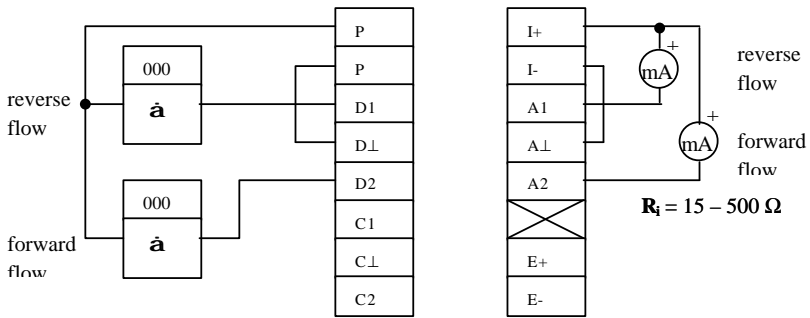 P
P
D1
D⊥
D2
C1
C⊥
C2
000
ȧ
reverse
flow
000
ȧ
forward
flow
I+
I-
A1
A⊥
A2
E+
E-
+
mA
reverse
flow
+
mA
forward
flow
Ri = 15 – 500 Ω